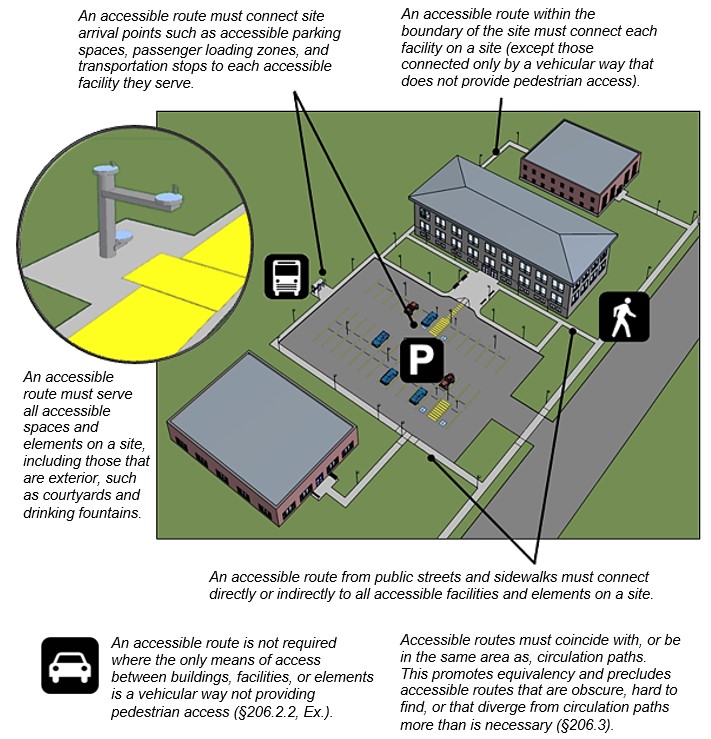 An accessible route must connect site
arrival points such as accessible parking
spaces, passenger loading zones, and
transportation stops to each accessible
facility they serve.
An accessible route within the
boundary of the site must connect each
facility on a site (except those
connected only by a vehicular way that
does not provide pedestrian access).
P
An accessible
route must serve
all accessible
spaces and
elements on a site,
including those that
are exterior, such
as courtyards and
drinking fountains.
An accessible route from public streets and sidewalks must connect
directly or indirectly to all accessible facilities and elements on a site.
An accessible route is not required
where the only means of access
between buildings, facilities, or elements
is a vehicular way not providing
pedestrian access (§206.2.2, Ex.).
Accessible routes must coincide with, or be
in the same area as, circulation paths.
This promotes equivalency and precludes
accessible routes that are obscure, hard to
find, or that diverge from circulation paths
more than is necessary (§206.3).